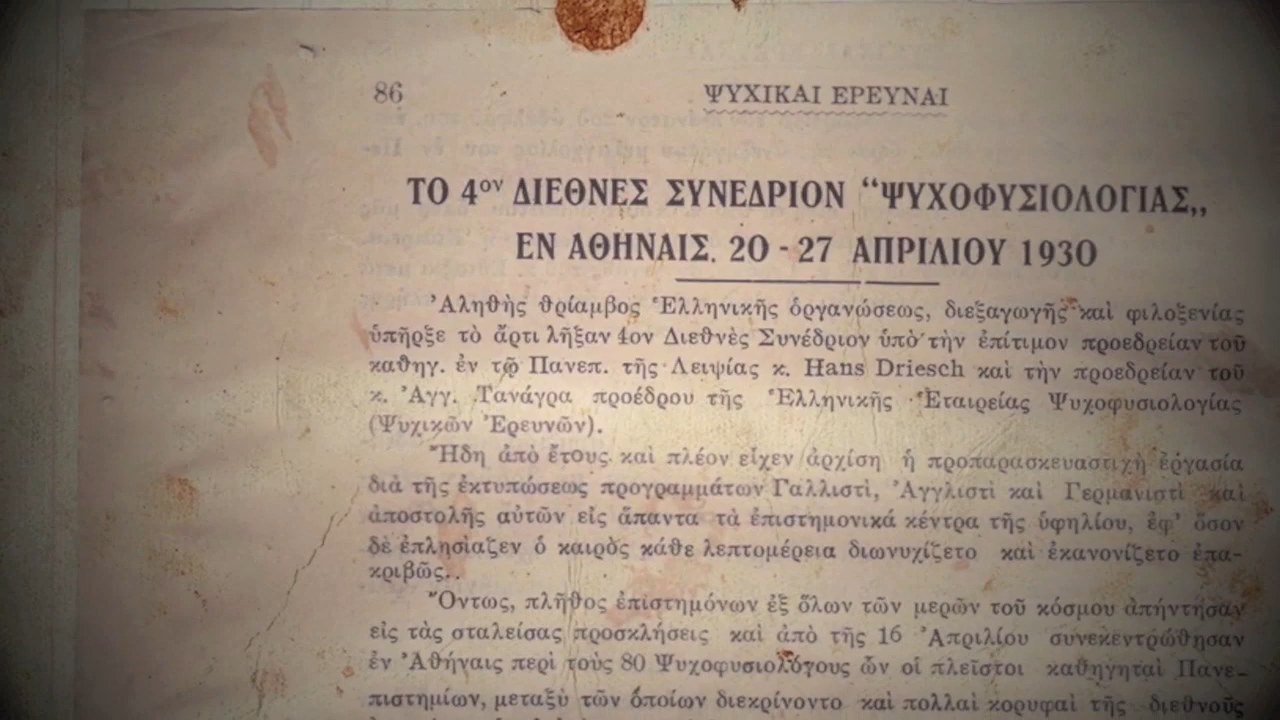 86 ΨΥΧΙΚΑΙ ΕΡΕΥΝΑΙ
ΤΟ 4ον ΔΙΕΘΝΕΣ ΣΥΝΕΔΡΙΟΝ “ΨΥΧΟΦΥΣΙΟΛΟΓΙΑΣ,,
ΕΝ ΑΘΗΝΑΙΣ. 20 - 27 ΑΠΡΙΛΙΟΥ 1930
Ἀληθὴς θρίαμβος Ἑλληνικῆς ὀργανώσεως, διεξαγωγῆς καὶ φιλοξενίας
ὑπῆρξε τὸ ἄρτι λῆξαν 4ον Διεθνὲς Συνέδριον ὑπὸ τὴν ἐπίτιμον προεδρείαν τοῦ
καθηγ. ἐν τῷ Πανεπ. τῆς Λειψίας κ. Hans Driesch καὶ τὴν προεδρείαν τοῦ
κ. Ἀγγ. Τανάγρα προέδρου τῆς Ἑλληνικῆς Ἑταιρείας Ψυχοφυσιολογίας
(Ψυχικῶν Ἐρευνῶν).
Ἤδη ἀπὸ ἔτους καὶ πλέον εἶχεν ἀρχίση ἡ προπαρασκευαστικὴ ἐργασία
διὰ τῆς ἐκτυπώσεως προγραμμάτων Γαλλιστὶ, Ἀγγλιστὶ καὶ Γερμανιστὶ καὶ
ἀποστολῆς αὐτῶν εἰς ἅπαντα τὰ ἐπιστημονικὰ κέντρα τῆς ὑφηλίου, ἐφ’ ὅσον
δὲ ἐπλησίαζεν ὁ καιρὸς κάθε λεπτομέρεια διωνυχίζετο καὶ ἐκανονίζετο ἐπα-
κριβῶς.
Ὄντως, πλῆθος ἐπιστημόνων ἐξ ὅλων τῶν μερῶν τοῦ κόσμου ἀπήντησαν
εἰς τὰς σταλείσας προσκλήσεις καὶ ἀπὸ τῆς 16 Ἀπριλίου συνεκεντρώθησαν
ἐν Ἀθήναις περὶ τοὺς 80 Ψυχοφυσιολόγους ὧν οἱ πλεῖστοι καθηγηταὶ Πανε-
πιστημίων, μεταξὺ τῶν ὁποίων διεκρίνοντο καὶ πολλαὶ κορυφαὶ τῆς διεθνοῦς